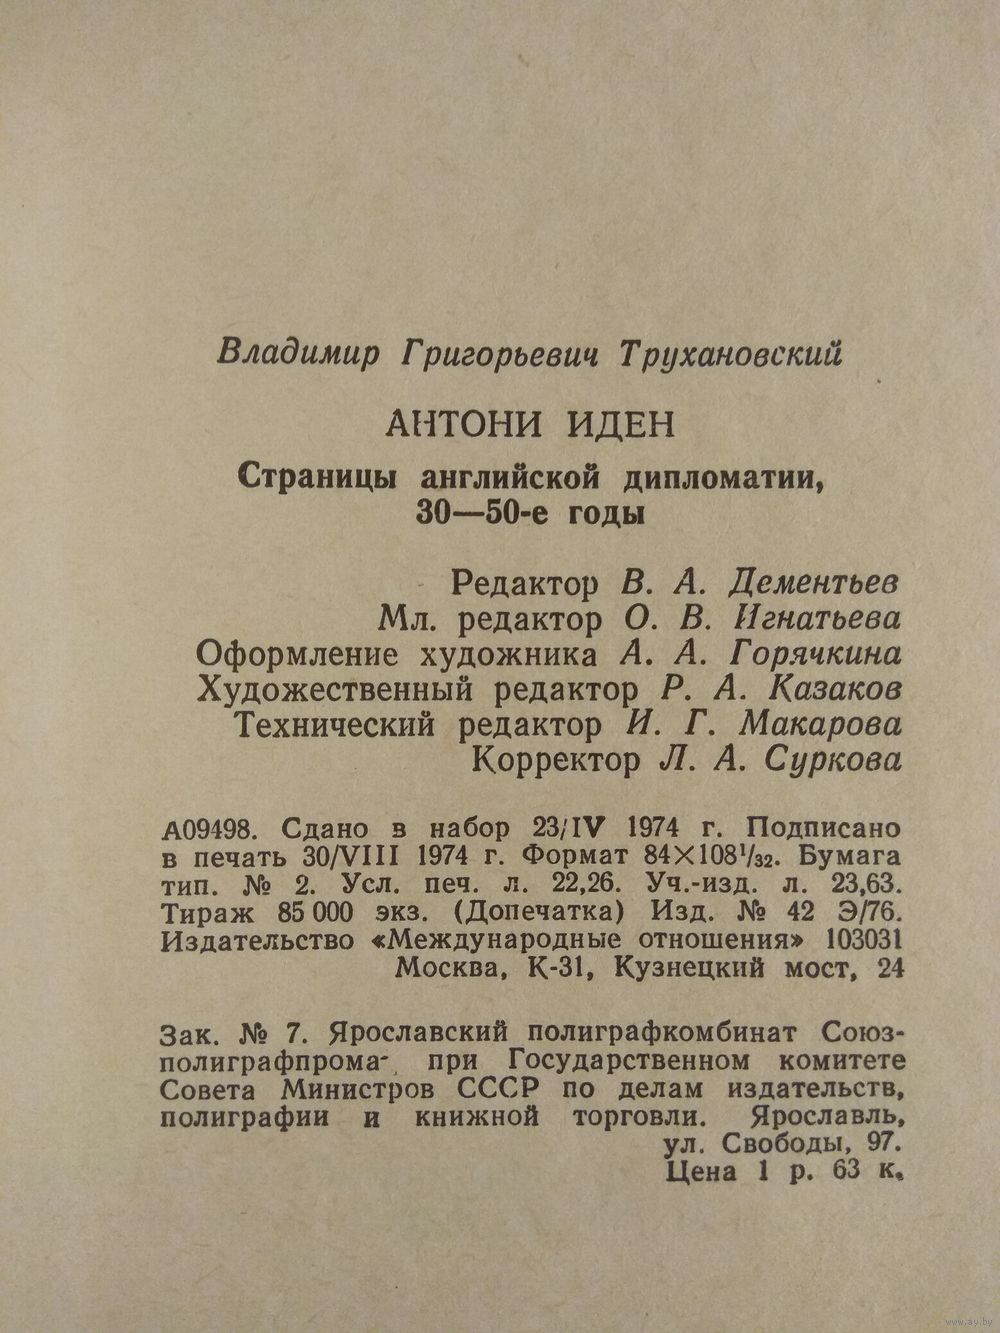 Владимир Григорьевич Трухановский
АНТОНИ ИДЕН
Страницы английской дипломатии,
30—50-е годы
Редактор В. А. Дементьев
Мл. редактор О. В. Игнатьева
Оформление художника А. А. Горячкина
Художественный редактор Р. А. Казаков
Технический редактор И. Г. Макарова
Корректор Л. А. Суркова
А09498. Сдано в набор 23/IV 1974 г. Подписано
в печать 30/VIII 1974 г. Формат 84×108¹/₃₂. Бумага
тип. № 2. Усл. печ. л. 22,26. Уч.-изд. л. 23,63.
Тираж 85 000 экз. (Допечатка) Изд. № 42 Э/76.
Издательство «Международные отношения» 103031
Москва, К-31, Кузнецкий мост, 24
Зак. № 7. Ярославский полиграфкомбинат Союз-
полиграфпрома при Государственном комитете
Совета Министров СССР по делам издательств,
полиграфии и книжной торговли. Ярославль,
ул. Свободы, 97.
Цена 1 р. 63 к.
www.ay.by